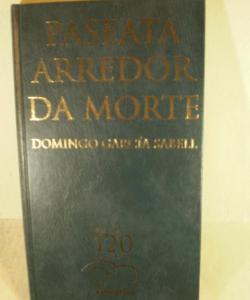 PASEATA
ARREDOR
DA MORTE
DOMINGO GARCÍA SABELL
120